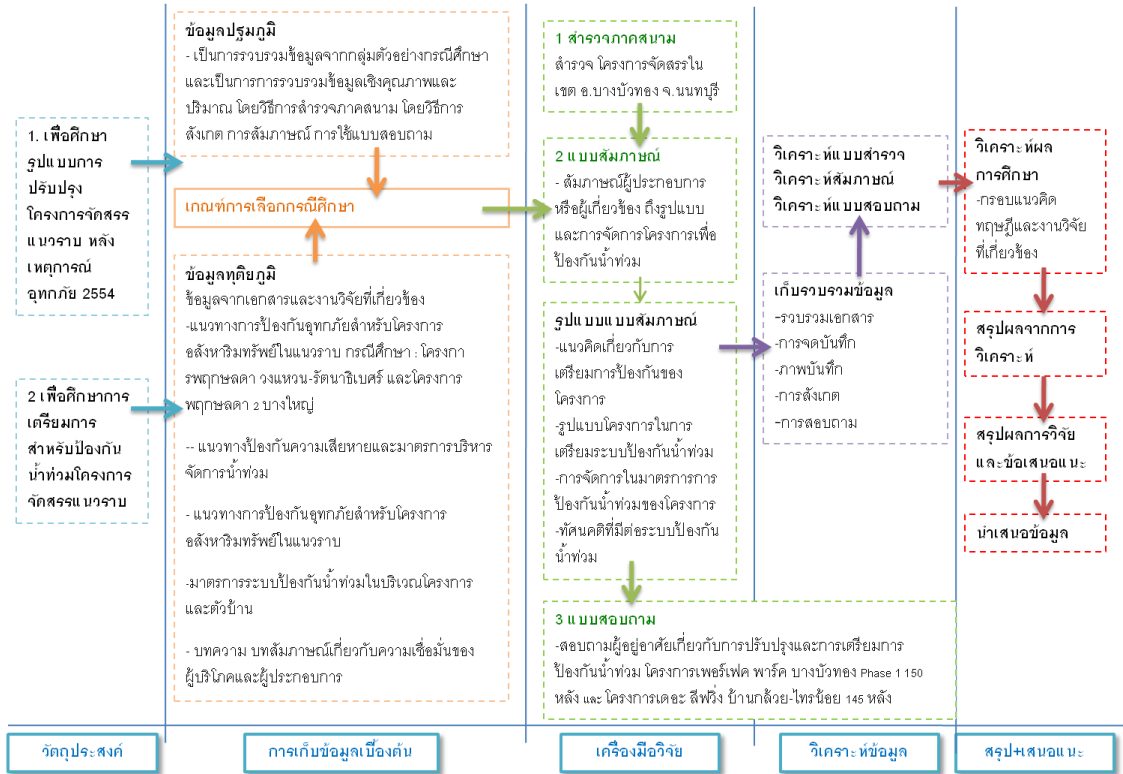 1. เพื่อศึกษา
รูปแบบการ
ปรับปรุง
โครงการจัดสรร
แนวราบ หลัง
เหตุการณ์
อุทกภัย 2554
2 เพื่อศึกษาการ
เตรียมการ
สำหรับป้องกัน
น้ำท่วมโครงการ
จัดสรรแนวราบ
วัตถุประสงค์
ข้อมูลปฐมภูมิ
- เป็นการรวบรวมข้อมูลจากกลุ่มตัวอย่างกรณีศึกษา
และเป็นการการรวบรวมข้อมูลเชิงคุณภาพและ
ปริมาณ โดยวิธีการสำรวจภาคสนาม โดยวิธีการ
สังเกต การสัมภาษณ์ การใช้แบบสอบถาม
เกณฑ์การเลือกกรณีศึกษา
ข้อมูลทุติยภูมิ
ข้อมูลจากเอกสารและงานวิจัยที่เกี่ยวข้อง
-แนวทางการป้องกันอุทกภัยสำหรับโครงการ
อสังหาริมทรัพย์ในแนวราบ กรณีศึกษา : โครงกา
รพฤกษลดา วงแหวน-รัตนาธิเบศร์ และโครงการ
พฤกษลดา 2 บางใหญ่
-- แนวทางป้องกันความเสียหายและมาตรการบริหาร
จัดการน้ำท่วม
- แนวทางการป้องกันอุทกภัยสำหรับโครงการ
อสังหาริมทรัพย์ในแนวราบ
-มาตรการระบบป้องกันน้ำท่วมในบริเวณโครงการ
และตัวบ้าน
- บทความ บทสัมภาษณ์เกี่ยวกับความเชื่อมั่นของ
ผู้บริโภคและผู้ประกอบการ
การเก็บข้อมูลเบื้องต้น
1 สำรวจภาคสนาม
สำรวจ โครงการจัดสรรใน
เขต อ.บางบัวทอง จ.นนทบุรี
2 แบบสัมภาษณ์
- สัมภาษณ์ผู้ประกอบการ
หรือผู้เกี่ยวข้อง ถึงรูปแบบ
และการจัดการโครงการเพื่อ
ป้องกันน้ำท่วม
รูปแบบแบบสัมภาษณ์
-แนวคิดเกี่ยวกับการ
เตรียมการป้องกันของ
โครงการ
-รูปแบบโครงการในการ
เตรียมระบบป้องกันน้ำท่วม
-การจัดการในมาตรการการ
ป้องกันน้ำท่วมของโครงการ
-ทัศนคติที่มีต่อระบบป้องกัน
น้ำท่วม
3 แบบสอบถาม
-สอบถามผู้อยู่อาศัยเกี่ยวกับการปรับปรุงและการเตรียมการ
ป้องกันน้ำท่วม โครงการเพอร์เฟค พาร์ค บางบัวทอง Phase 1 150
หลัง และ โครงการเดอะ ลีฟวิ่ง บ้านกล้วย-ไทรน้อย 145 หลัง
เครื่องมือวิจัย
วิเคราะห์แบบสำรวจ
วิเคราะห์สัมภาษณ์
วิเคราะห์แบบสอบถาม
เก็บรวบรวมข้อมูล
-รวบรวมเอกสาร
-การจดบันทึก
-ภาพบันทึก
-การสังเกต
-การสอบถาม
วิเคราะห์ข้อมูล
วิเคราะห์ผล
การศึกษา
-กรอบแนวคิด
ทฤษฎีและงานวิจัย
ที่เกี่ยวข้อง
สรุปผลจากการ
วิเคราะห์
สรุปผลการวิจัย
และข้อเสนอแนะ
นำเสนอข้อมูล
สรุป+เสนอแนะ